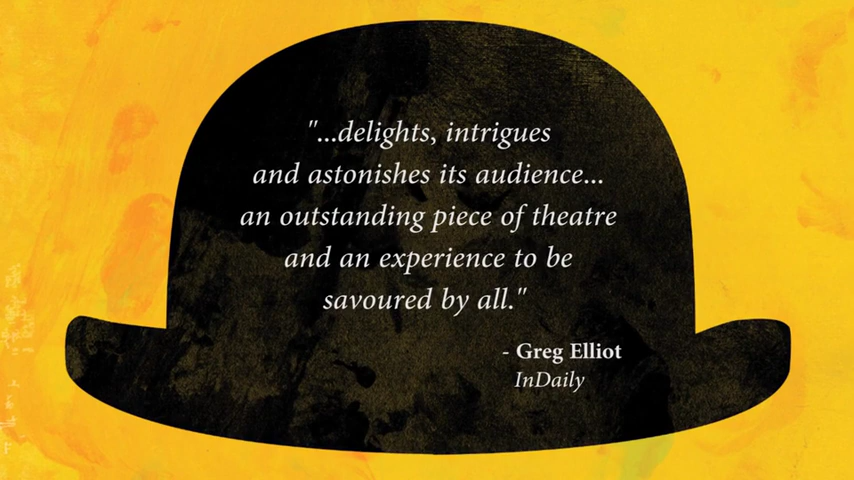 "...delights, intrigues
and astonishes its audience...
an outstanding piece of theatre
and an experience to be
savoured by all."
- Greg Elliot
InDaily